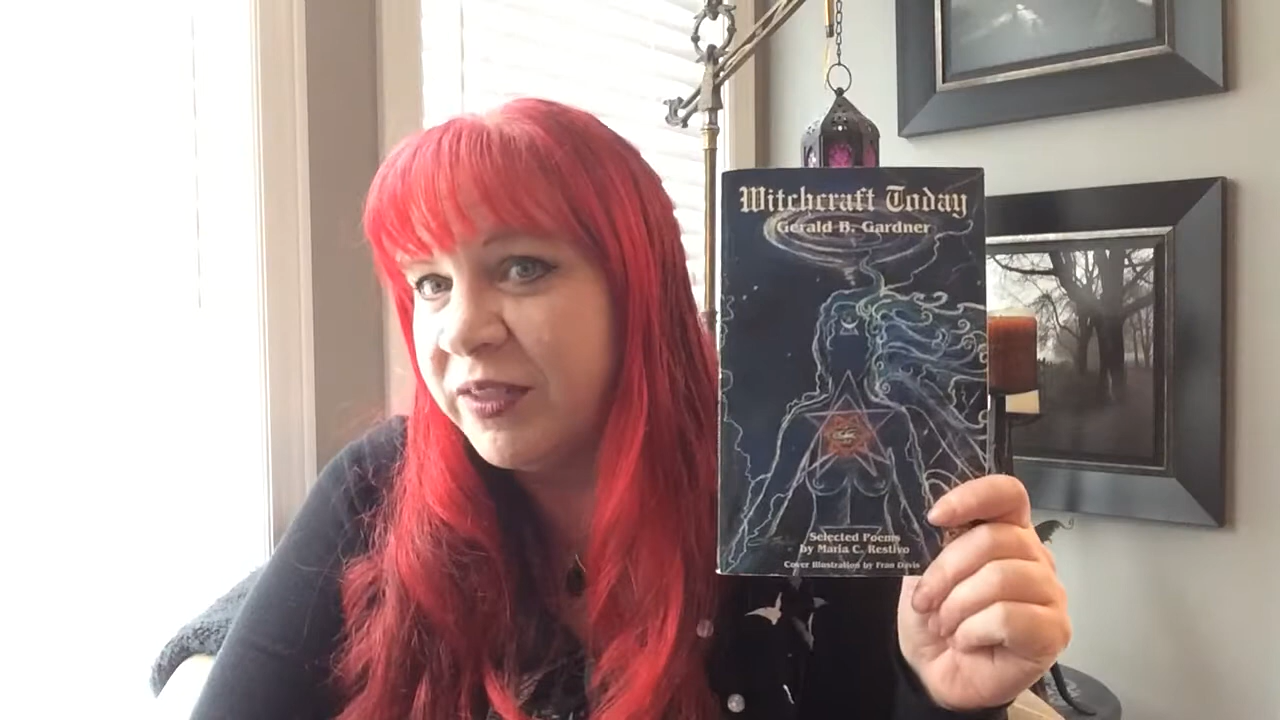 Witchcraft Today
Gerald B. Gardner
Selected Poems
by Maria C. Restivo
Cover Illustration by Fran Davis